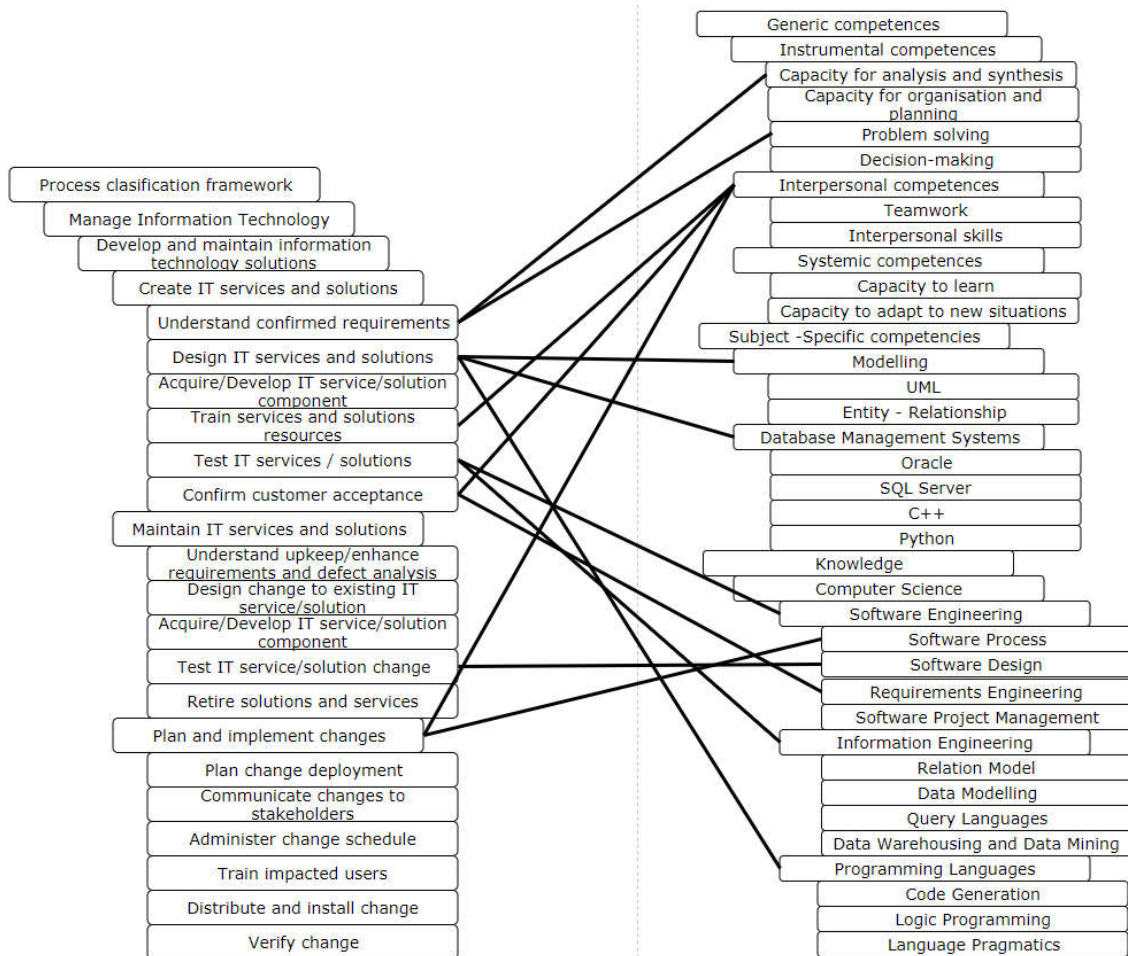 Process clasification framework
Manage Information Technology
Develop and maintain information
technology solutions
Create IT services and solutions
Understand confirmed requirements
Design IT services and solutions
Acquire/Develop IT service/solution
component
Train services and solutions
resources
Test IT services / solutions
Confirm customer acceptance
Maintain IT services and solutions
Understand upkeep/enhance
requirements and defect analysis
Design change to existing IT
service/solution
Acquire/Develop IT service/solution
component
Test IT service/solution change
Retire solutions and services
Plan and implement changes
Plan change deployment
Communicate changes to
stakeholders
Administer change schedule
Train impacted users
Distribute and install change
Verify change
Generic competences
Instrumental competences
Capacity for analysis and synthesis
Capacity for organisation and
planning
Problem solving
Decision-making
Interpersonal competences
Teamwork
Interpersonal skills
Systemic competences
Capacity to learn
Capacity to adapt to new situations
Subject -Specific competencies
Modelling
UML
Entity - Relationship
Database Management Systems
Oracle
SQL Server
C++
Python
Knowledge
Computer Science
Software Engineering
Software Process
Software Design
Requirements Engineering
Software Project Management
Information Engineering
Relation Model
Data Modelling
Query Languages
Data Warehousing and Data Mining
Programming Languages
Code Generation
Logic Programming
Language Pragmatics